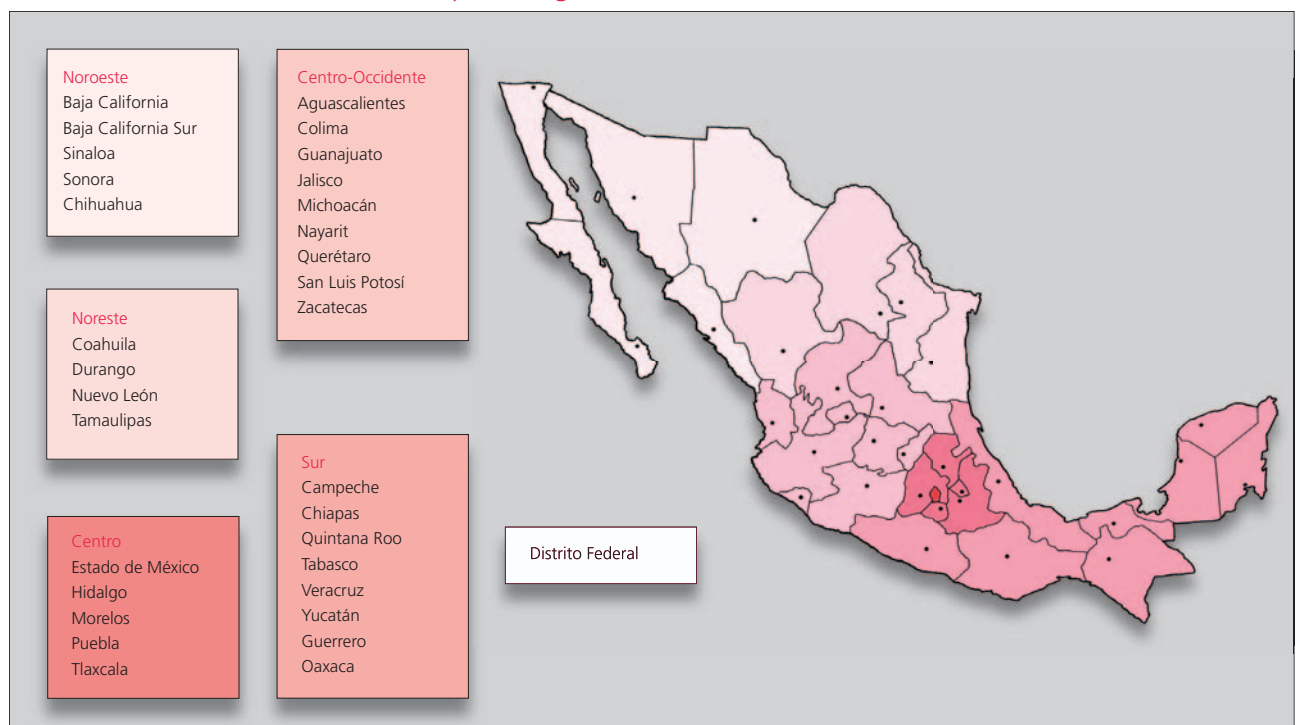 Noroeste
Baja California
Baja California Sur
Sinaloa
Sonora
Chihuahua
Centro-Occidente
Aguascalientes
Colima
Guanajuato
Jalisco
Michoacán
Nayarit
Querétaro
San Luis Potosí
Zacatecas
Noreste
Coahuila
Durango
Nuevo León
Tamaulipas
Sur
Campeche
Chiapas
Quintana Roo
Tabasco
Veracruz
Yucatán
Guerrero
Oaxaca
Centro
Estado de México
Hidalgo
Morelos
Puebla
Tlaxcala
Distrito Federal